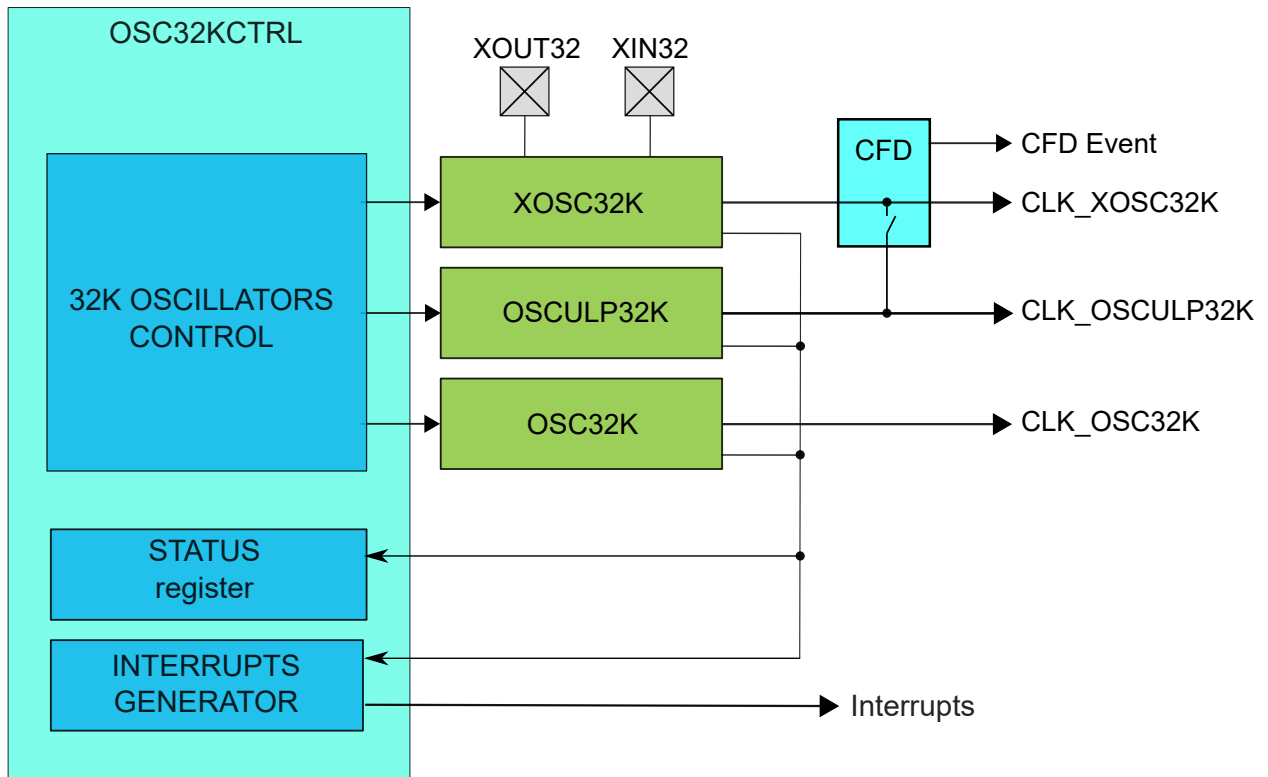 OSC32KCTRL
XOUT32
XIN32
CFD
CFD Event
XOSC32K
CLK_XOSC32K
32K OSCILLATORS
CONTROL
OSCULP32K
CLK_OSCULP32K
OSC32K
CLK_OSC32K
STATUS
register
INTERRUPTS
GENERATOR
Interrupts